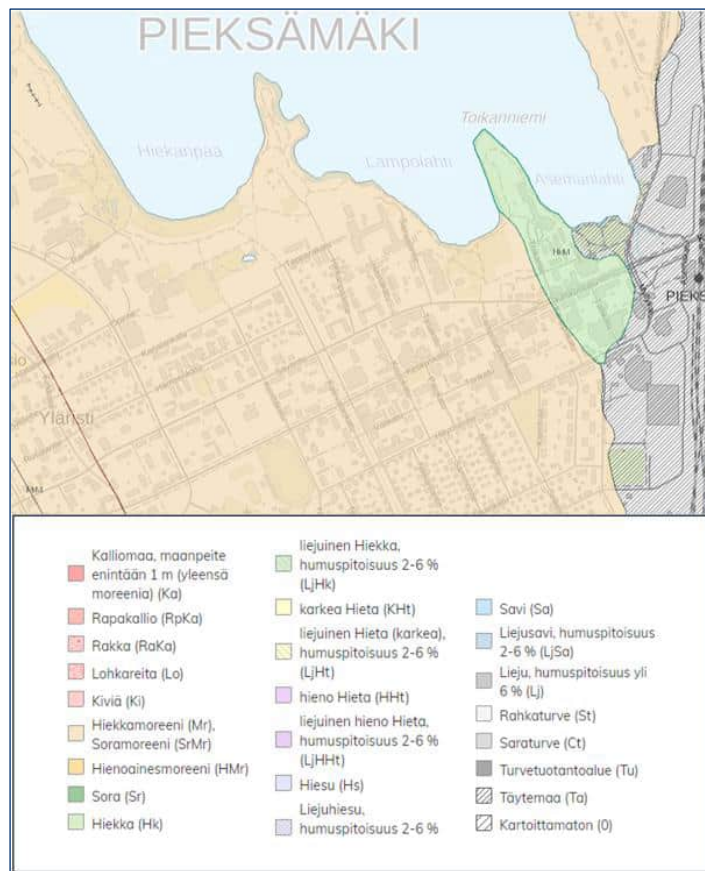 PIEKSÄMÄKI
Toikanniemi
Hiekanpää
Lampolahti
Asemanlahti
PIEKS
Yläristi
Kalliomaa, maanpeite
enintään 1 m (yleensä
moreenia) (Ka)
Rapakallio (RpKa)
Rakka (RaKa)
Lohkareita (Lo)
Kiviä (Ki)
Hiekkamoreeni (Mr),
Soramoreeni (SrMr)
Hienoainesmoreeni (HMr)
Sora (Sr)
Hiekka (Hk)
liejuinen Hiekka,
humuspitoisuus 2-6 %
(LjHk)
karkea Hieta (KHt)
liejuinen Hieta (karkea),
humuspitoisuus 2-6 %
(LjHt)
hieno Hieta (HHt)
liejuinen hieno Hieta,
humuspitoisuus 2-6 %
(LjHHt)
Hiesu (Hs)
Liejuhiesu,
humuspitoisuus 2-6 %
Savi (Sa)
Liejusavi, humuspitoisuus
2-6 % (LjSa)
Lieju, humuspitoisuus yli
6 % (Lj)
Rahkaturve (St)
Saraturve (Ct)
Turvetuotantoalue (Tu)
Täytemaa (Ta)
Kartoittamaton (0)